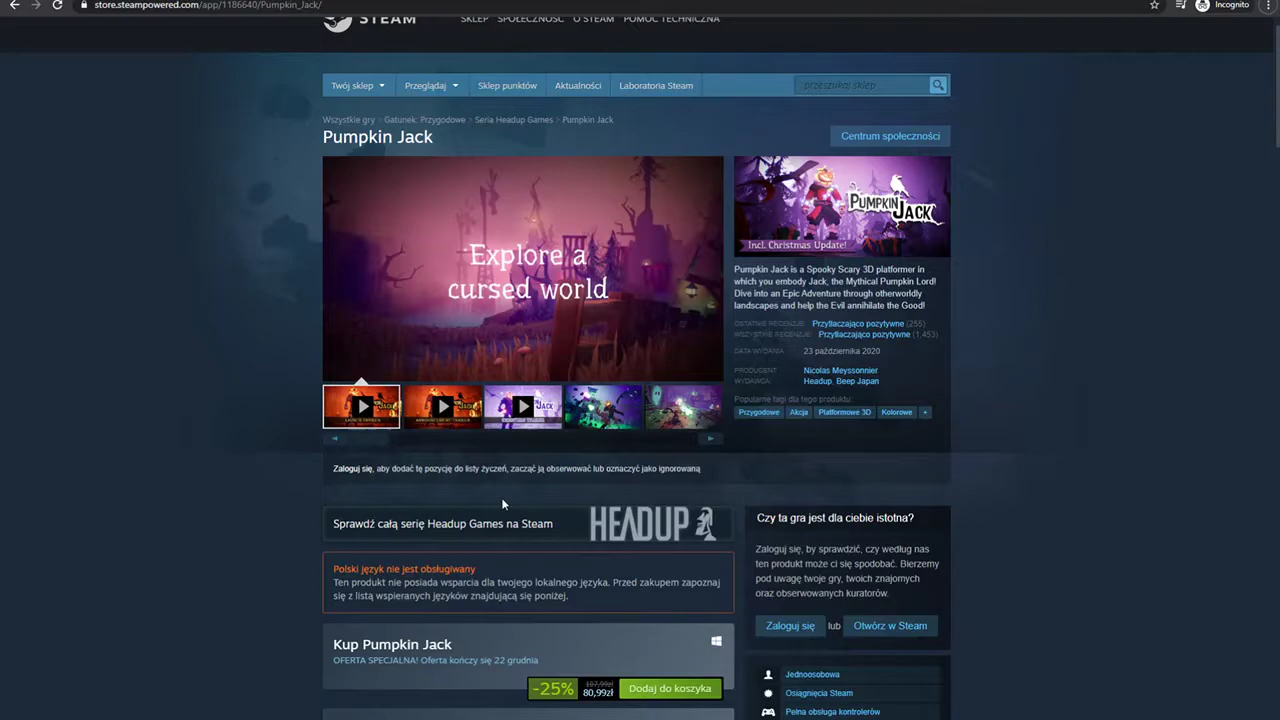 store.steampowered.com/app/1186640/Pumpkin_Jack/
Incognito
STEAM
SKLEP SPOŁECZNOŚĆ O STEAM POMOC TECHNICZNA
Twój sklep Przeglądaj Sklep punktów Aktualności Laboratoria Steam przeszukaj sklep
Wszystkie gry > Gatunek: Przygodowe > Seria Headup Games > Pumpkin Jack
Pumpkin Jack
Centrum społeczności
Explore a
cursed world
PUMPKIN JACK
Incl. Christmas Update!
Pumpkin Jack is a Spooky Scary 3D platformer in
which you embody Jack, the Mythical Pumpkin Lord!
Dive into an Epic Adventure through otherworldly
landscapes and help the Evil annihilate the Good!
OSTATNIE RECENZJE: Przytłaczająco pozytywne (255)
WSZYSTKIE RECENZJE: Przytłaczająco pozytywne (1,453)
DATA WYDANIA: 23 października 2020
PRODUCENT: Nicolas Meyssonnier
WYDAWCA: Headup, Beep Japan
Popularne tagi dla tego produktu:
Przygodowe Akcja Platformowe 3D Kolorowe +
Zaloguj się, aby dodać tę pozycję do listy życzeń, zacząć ją obserwować lub oznaczyć jako ignorowaną
Sprawdź całą serię Headup Games na Steam
HEADUP
Czy ta gra jest dla ciebie istotna?
Zaloguj się, by sprawdzić, czy według nas
ten produkt może ci się spodobać. Bierzemy
pod uwagę twoje gry, twoich znajomych
oraz obserwowanych kuratorów.
Zaloguj się lub Otwórz w Steam
Polski język nie jest obsługiwany
Ten produkt nie posiada wsparcia dla twojego lokalnego języka. Przed zakupem zapoznaj
się z listą wspieranych języków znajdującą się poniżej.
Kup Pumpkin Jack
OFERTA SPECJALNA! Oferta kończy się 22 grudnia
-25% 107,99zł 80,99zł Dodaj do koszyka
Jednoosobowa
Osiągnięcia Steam
Pełna obsługa kontrolerów